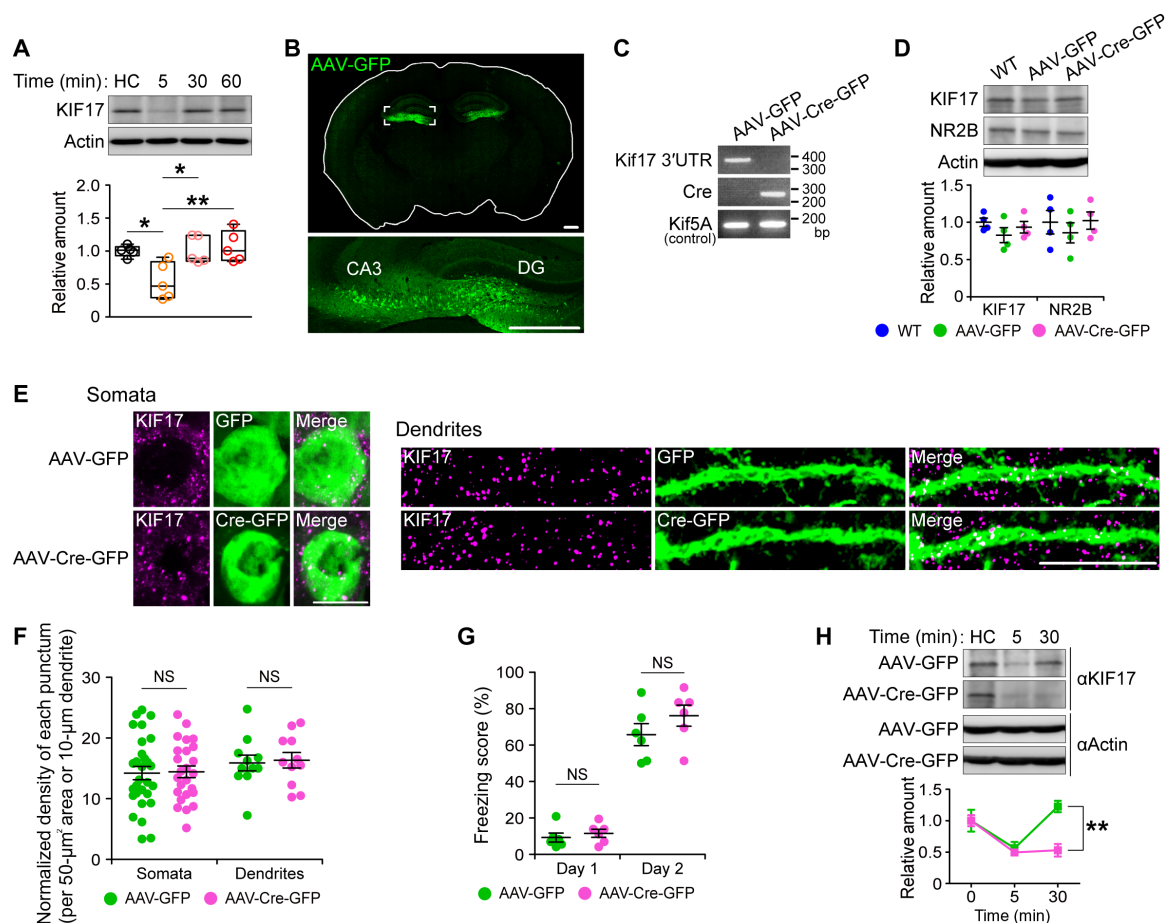 A
Time (min): HC 5 30 60
KIF17
Actin
* * **
Relative amount
2.0
1.5
1.0
0.5
0
B
AAV-GFP
CA3 DG
C
AAV-GFP
AAV-Cre-GFP
Kif17 3′UTR
400
300
Cre
300
200
Kif5A
(control)
200
bp
D
WT AAV-GFP AAV-Cre-GFP
KIF17
NR2B
Actin
Relative amount
1.5
1.0
0.5
0
KIF17 NR2B
WT AAV-GFP AAV-Cre-GFP
E
Somata
KIF17 GFP Merge
AAV-GFP
KIF17 Cre-GFP Merge
AAV-Cre-GFP
Dendrites
KIF17 GFP Merge
KIF17 Cre-GFP Merge
F
Normalized density of each punctum
(per 50-μm² area or 10-μm dendrite)
30
20
10
0
NS NS
Somata Dendrites
AAV-GFP AAV-Cre-GFP
G
Freezing score (%)
100
80
60
40
20
0
NS
NS
Day 1 Day 2
AAV-GFP AAV-Cre-GFP
H
Time (min): HC 5 30
AAV-GFP
AAV-Cre-GFP
αKIF17
AAV-GFP
AAV-Cre-GFP
αActin
Relative amount
1.5
1.0
0.5
0
**
0 5 30
Time (min)